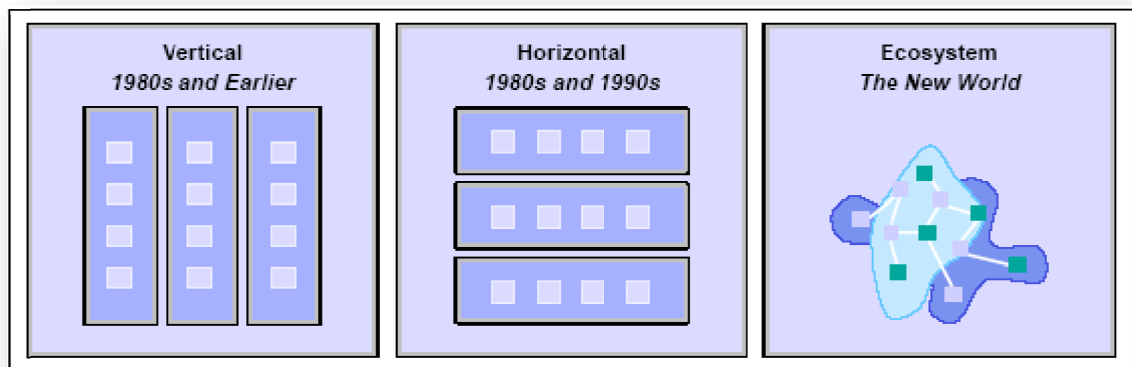 Vertical
1980s and Earlier
Horizontal
1980s and 1990s
Ecosystem
The New World